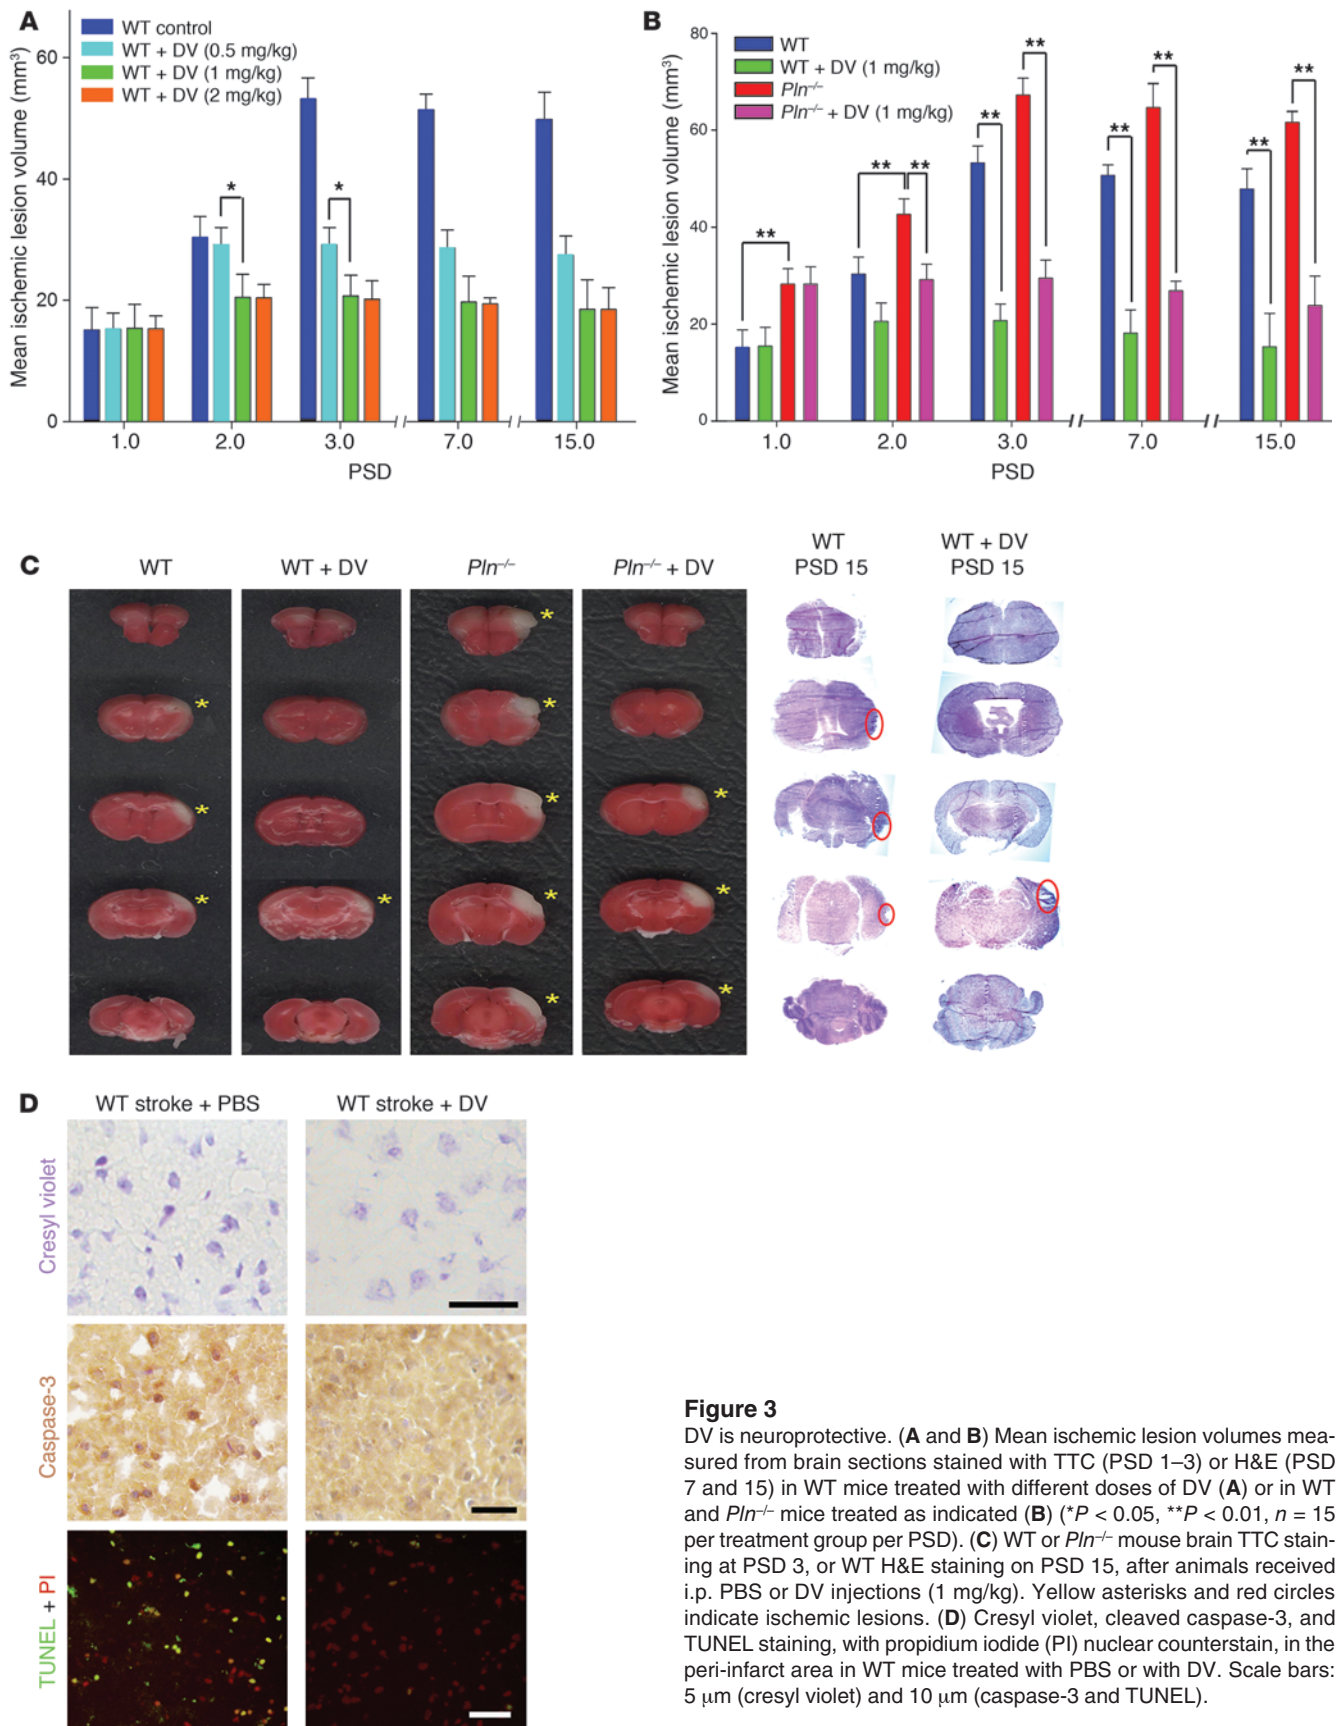 A
WT control
WT + DV (0.5 mg/kg)
WT + DV (1 mg/kg)
WT + DV (2 mg/kg)
Mean ischemic lesion volume (mm³)
60
40
20
0
*
*
1.0 2.0 3.0 7.0 15.0
PSD
B
WT
WT + DV (1 mg/kg)
Pln–/–
Pln–/– + DV (1 mg/kg)
Mean ischemic lesion volume (mm³)
80
60
40
20
0
**
** **
** **
** **
** **
1.0 2.0 3.0 7.0 15.0
PSD
C
WT WT + DV Pln–/– Pln–/– + DV
WT
PSD 15
WT + DV
PSD 15
D
WT stroke + PBS WT stroke + DV
Cresyl violet
Caspase-3
TUNEL + PI
Figure 3
DV is neuroprotective. (A and B) Mean ischemic lesion volumes mea-
sured from brain sections stained with TTC (PSD 1–3) or H&E (PSD
7 and 15) in WT mice treated with different doses of DV (A) or in WT
and Pln–/– mice treated as indicated (B) (*P < 0.05, **P < 0.01, n = 15
per treatment group per PSD). (C) WT or Pln–/– mouse brain TTC stain-
ing at PSD 3, or WT H&E staining on PSD 15, after animals received
i.p. PBS or DV injections (1 mg/kg). Yellow asterisks and red circles
indicate ischemic lesions. (D) Cresyl violet, cleaved caspase-3, and
TUNEL staining, with propidium iodide (PI) nuclear counterstain, in the
peri-infarct area in WT mice treated with PBS or with DV. Scale bars:
5 μm (cresyl violet) and 10 μm (caspase-3 and TUNEL).